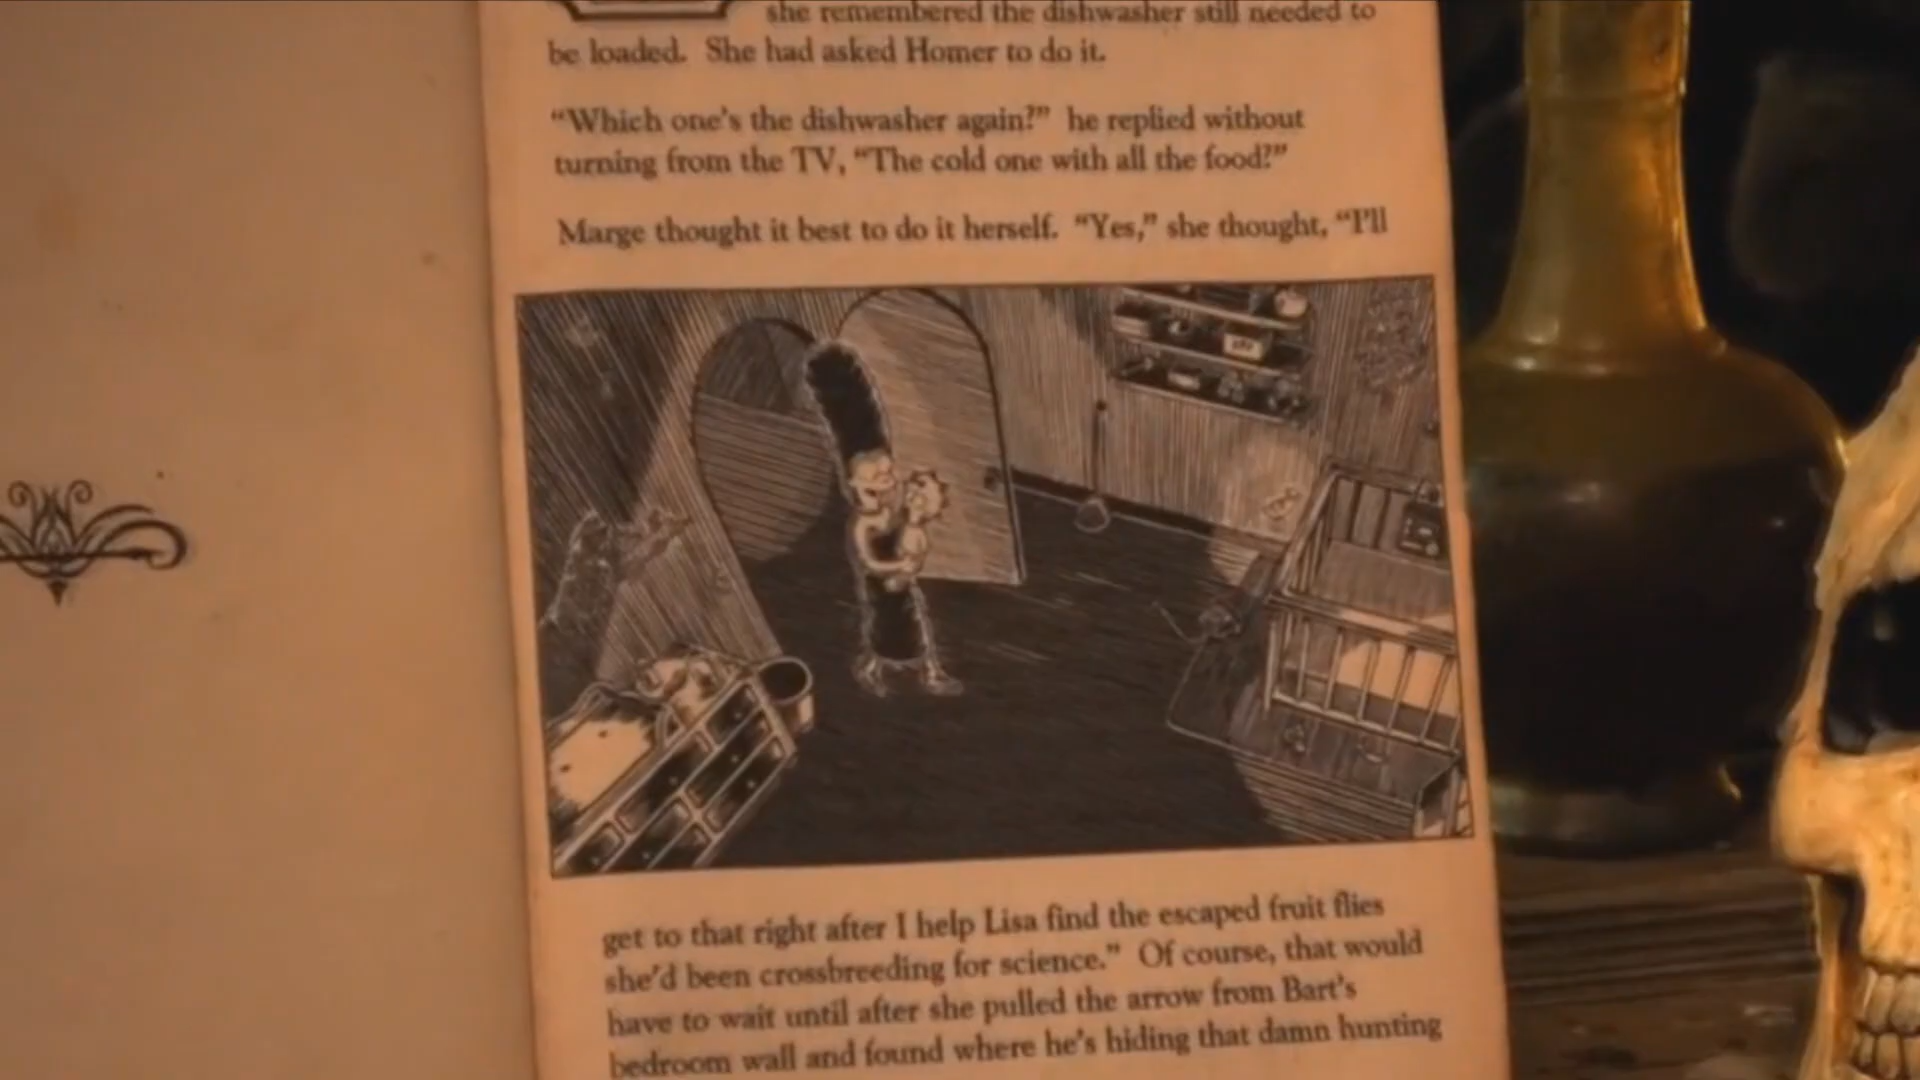 she remembered the dishwasher still needed to
be loaded. She had asked Homer to do it.
“Which one’s the dishwasher again?” he replied without
turning from the TV, “The cold one with all the food?”
Marge thought it best to do it herself. “Yes,” she thought, “I’ll
get to that right after I help Lisa find the escaped fruit flies
she’d been crossbreeding for science.” Of course, that would
have to wait until after she pulled the arrow from Bart’s
bedroom wall and found where he’s hiding that damn hunting